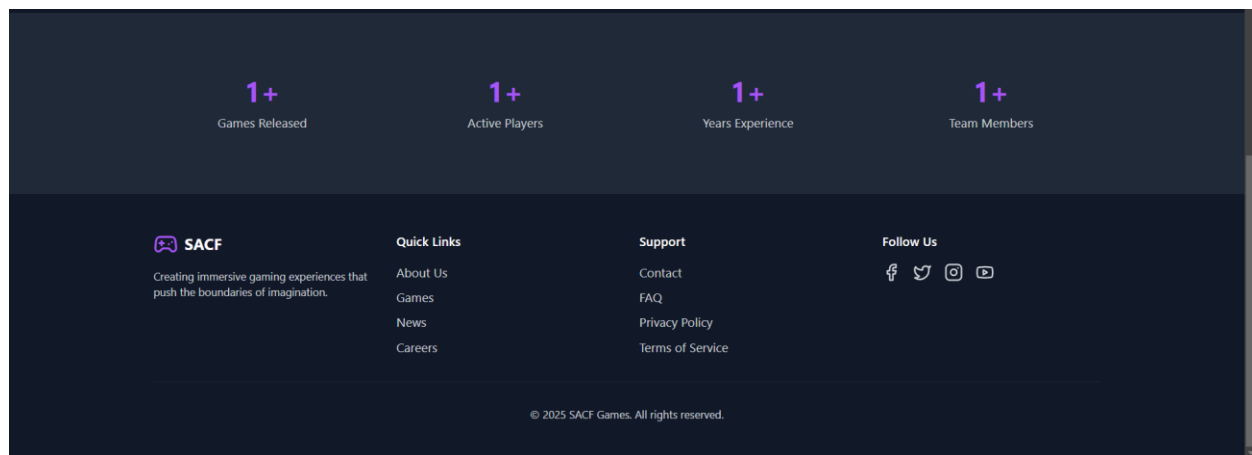 1+
Games Released
1+
Active Players
1+
Years Experience
1+
Team Members
SACF
Creating immersive gaming experiences that
push the boundaries of imagination.
Quick Links
About Us
Games
News
Careers
Support
Contact
FAQ
Privacy Policy
Terms of Service
Follow Us
© 2025 SACF Games. All rights reserved.